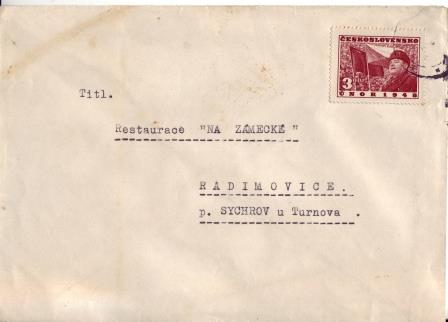 ČESKOSLOVENSKO
3
ÚNOR 1948
Titl.
Restaurace "NA ZÁMECKÉ"
RADIMOVICE.
p. SYCHROV u Turnova .